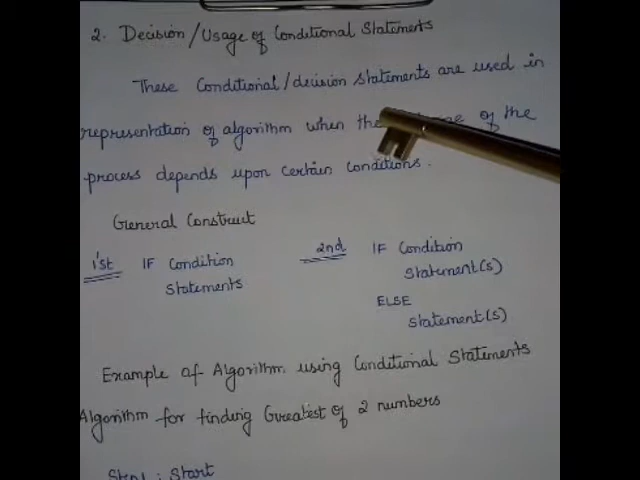 2. Decision/Usage of Conditional Statements
These Conditional/decision statements are used in
representation of algorithm when the of the
process depends upon certain conditions.
General Construct
1st IF Condition 2nd IF Condition
Statements Statement(s)
ELSE
Statement(s)
Example of Algorithm using Conditional Statements
Algorithm for finding Greatest of 2 numbers
Step1: Start